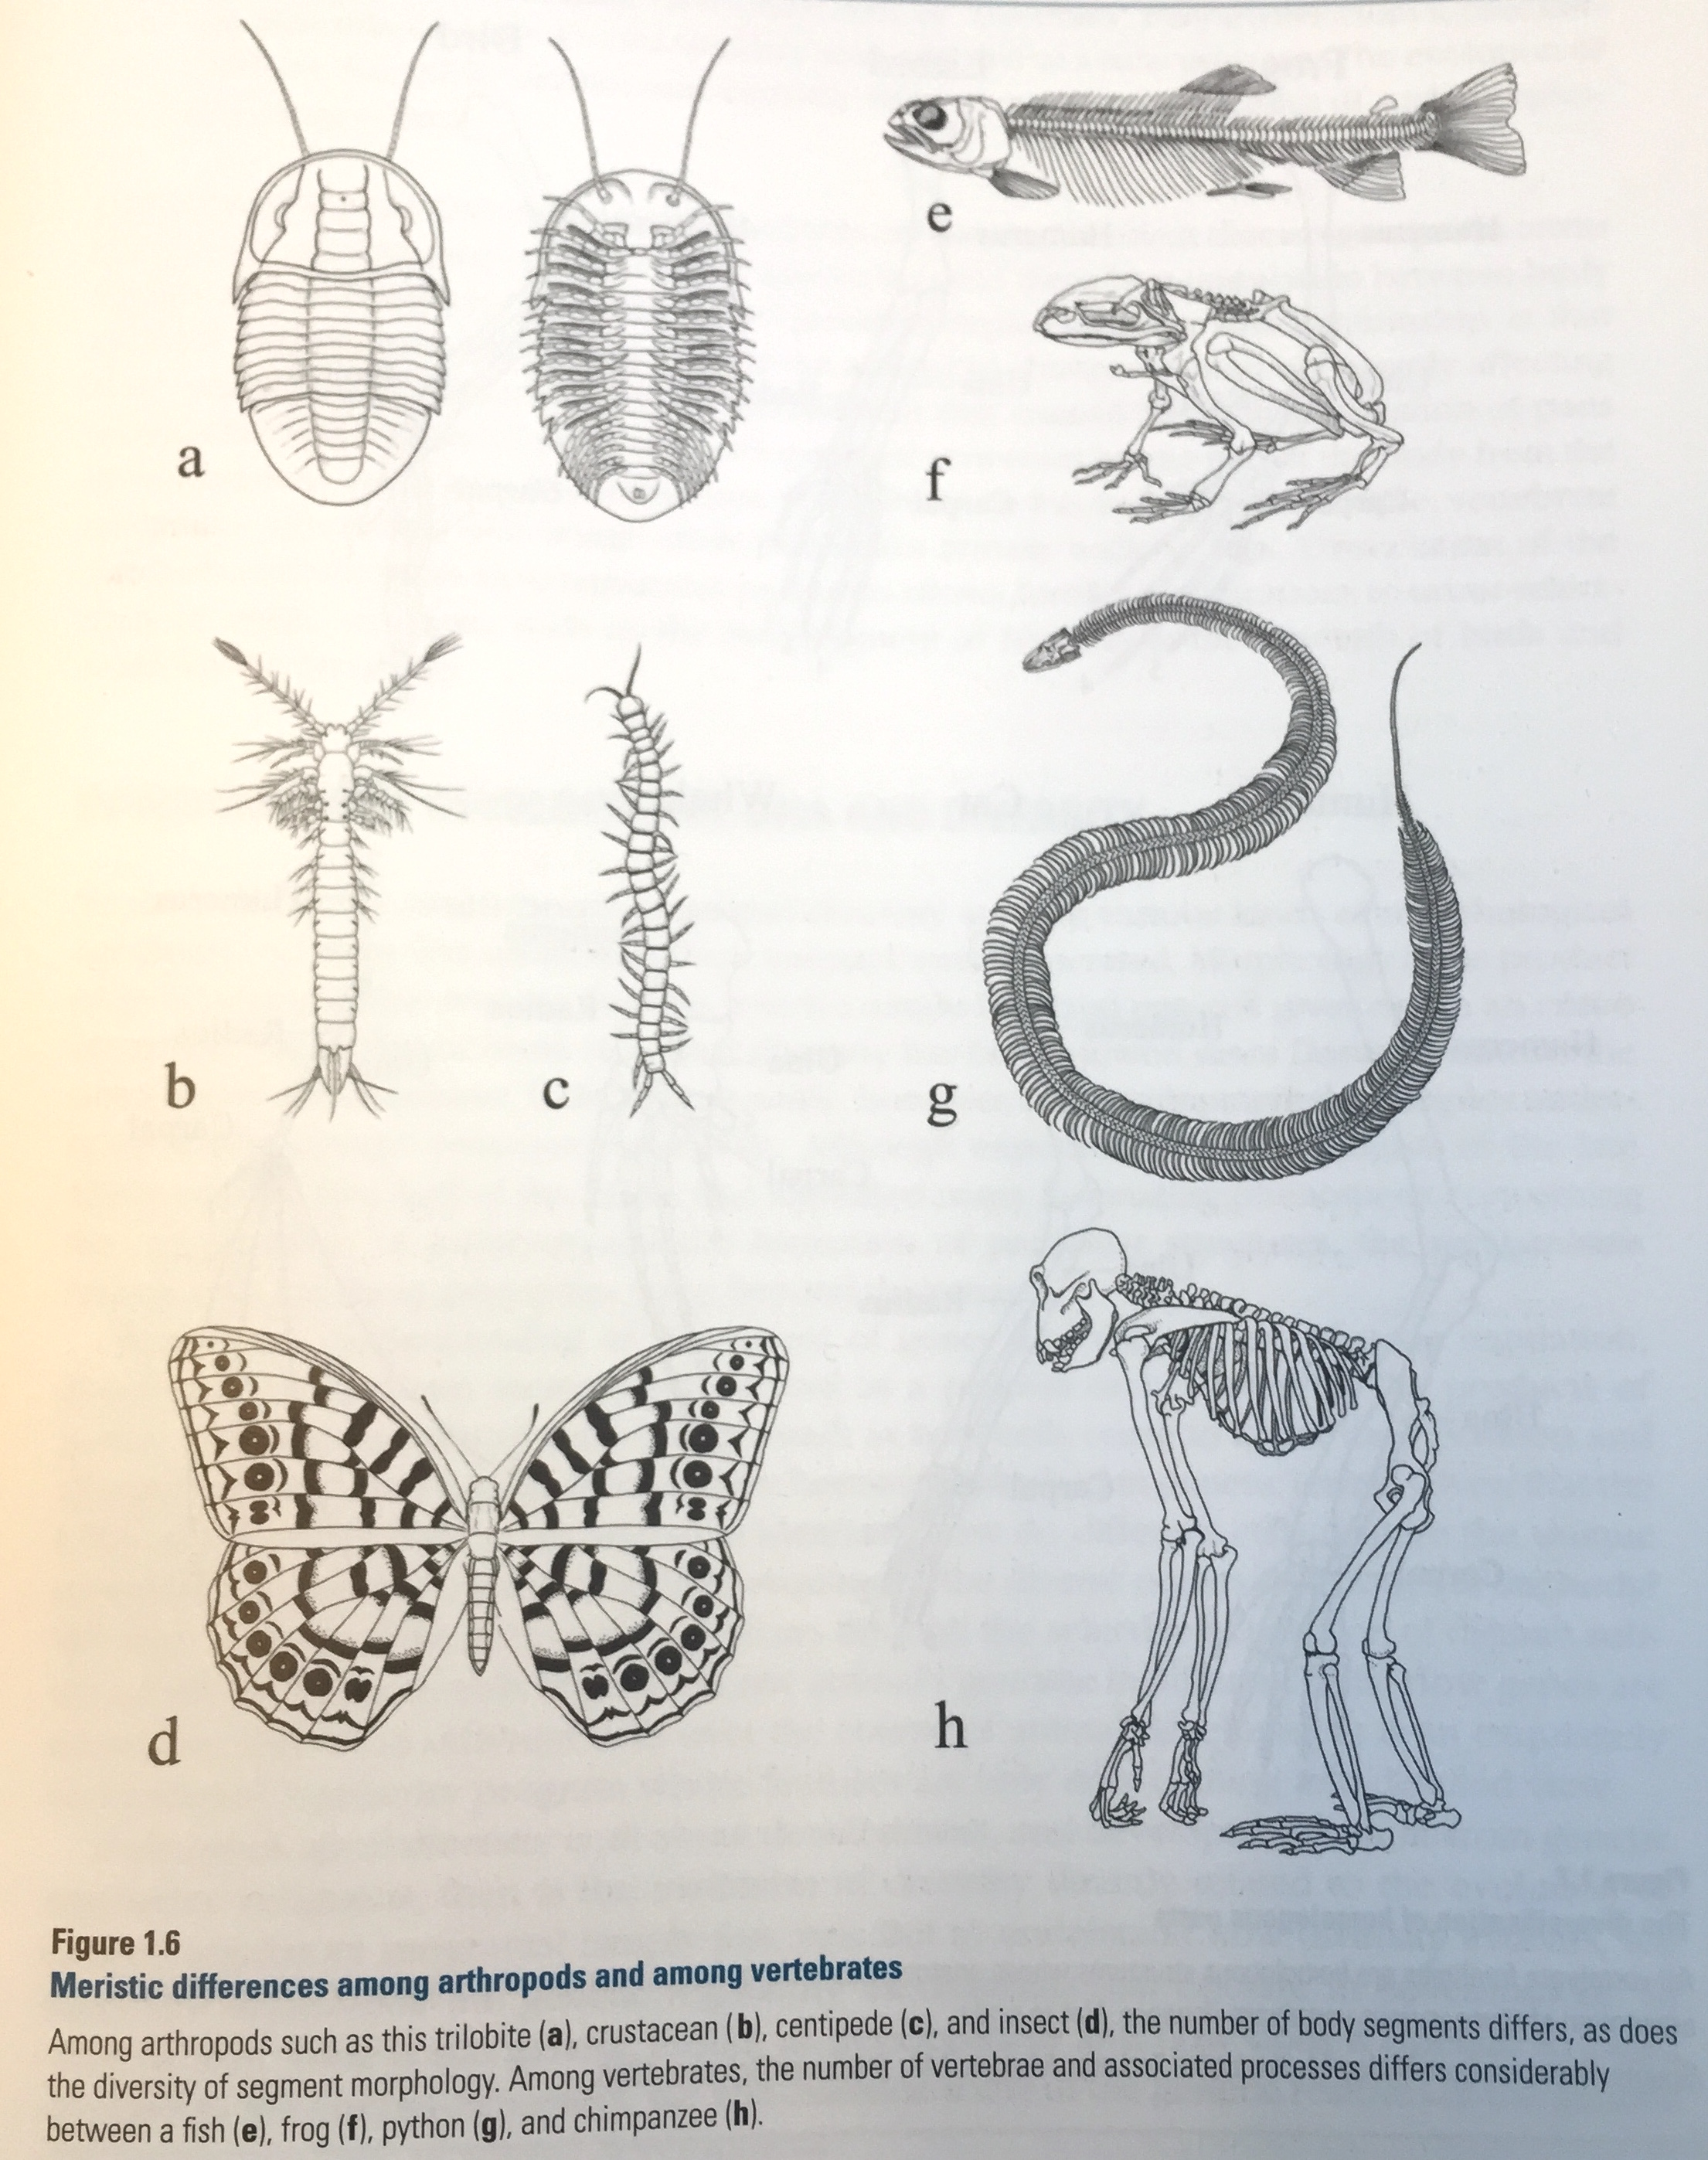 a
e
f
b
c
g
d
h
Figure 1.6
Meristic differences among arthropods and among vertebrates
Among arthropods such as this trilobite (a), crustacean (b), centipede (c), and insect (d), the number of body segments differs, as does
the diversity of segment morphology. Among vertebrates, the number of vertebrae and associated processes differs considerably
between a fish (e), frog (f), python (g), and chimpanzee (h).